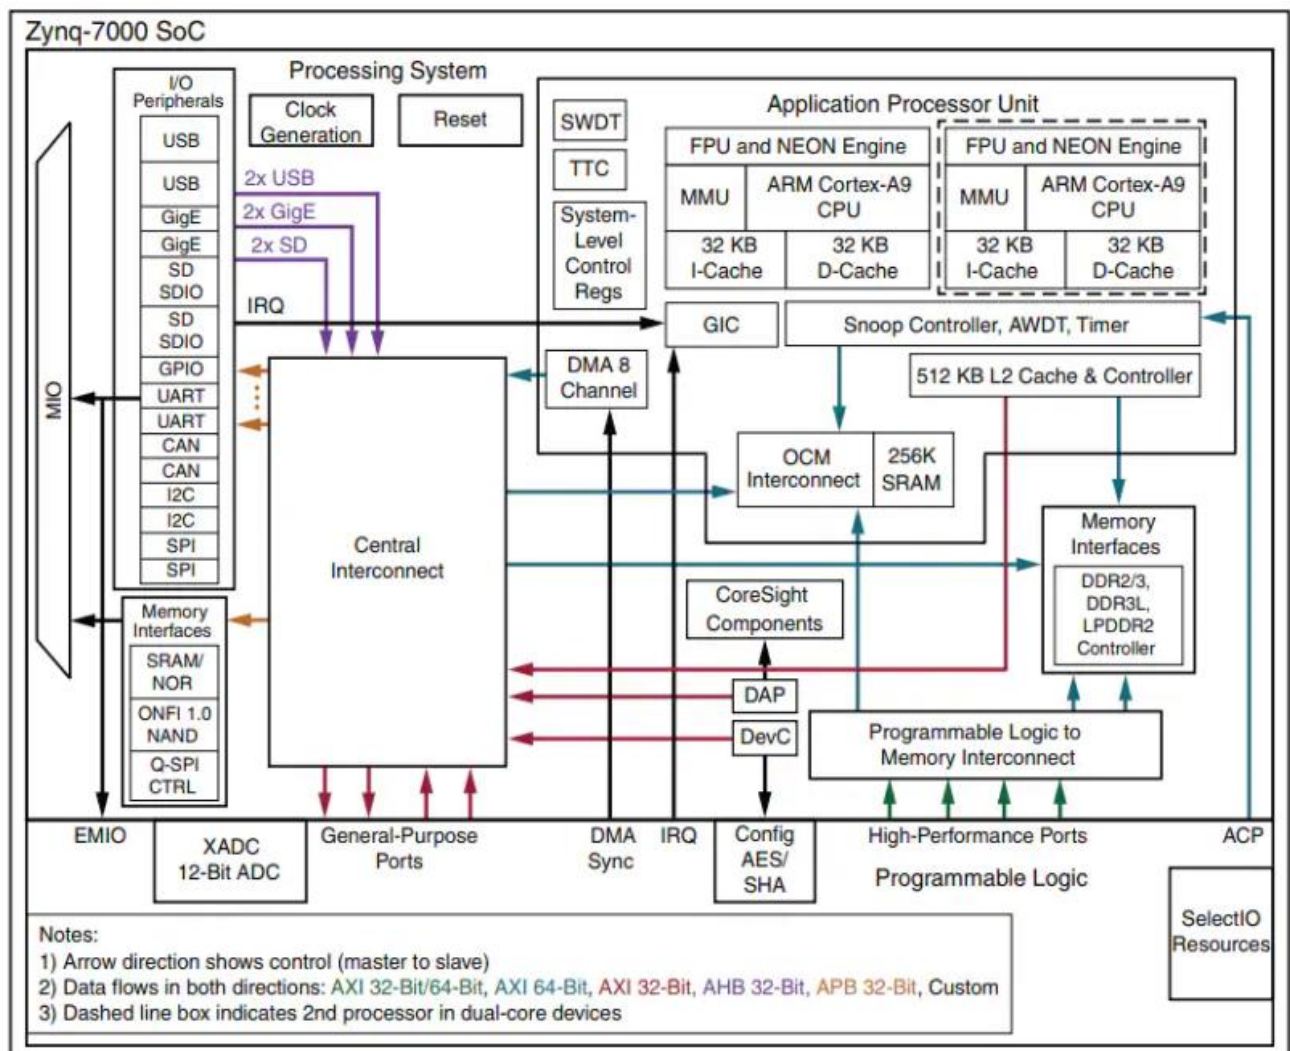 Zynq-7000 SoC
Processing System
I/O
Peripherals
USB
USB
GigE
GigE
SD
SDIO
SD
SDIO
GPIO
UART
UART
CAN
CAN
I2C
I2C
SPI
SPI
Clock
Generation
Reset
2x USB
2x GigE
2x SD
IRQ
MIO
Application Processor Unit
SWDT
TTC
System-
Level
Control
Regs
FPU and NEON Engine
MMU
ARM Cortex-A9
CPU
32 KB
I-Cache
32 KB
D-Cache
FPU and NEON Engine
MMU
ARM Cortex-A9
CPU
32 KB
I-Cache
32 KB
D-Cache
GIC
Snoop Controller, AWDT, Timer
DMA 8
Channel
512 KB L2 Cache & Controller
OCM
Interconnect
256K
SRAM
Central
Interconnect
Memory
Interfaces
DDR2/3,
DDR3L,
LPDDR2
Controller
CoreSight
Components
DAP
DevC
Programmable Logic to
Memory Interconnect
Memory
Interfaces
SRAM/
NOR
ONFI 1.0
NAND
Q-SPI
CTRL
EMIO
XADC
12-Bit ADC
General-Purpose
Ports
DMA
Sync
IRQ
Config
AES/
SHA
High-Performance Ports
ACP
Programmable Logic
SelectIO
Resources
Notes:
1) Arrow direction shows control (master to slave)
2) Data flows in both directions: AXI 32-Bit/64-Bit, AXI 64-Bit, AXI 32-Bit, AHB 32-Bit, APB 32-Bit, Custom
3) Dashed line box indicates 2nd processor in dual-core devices